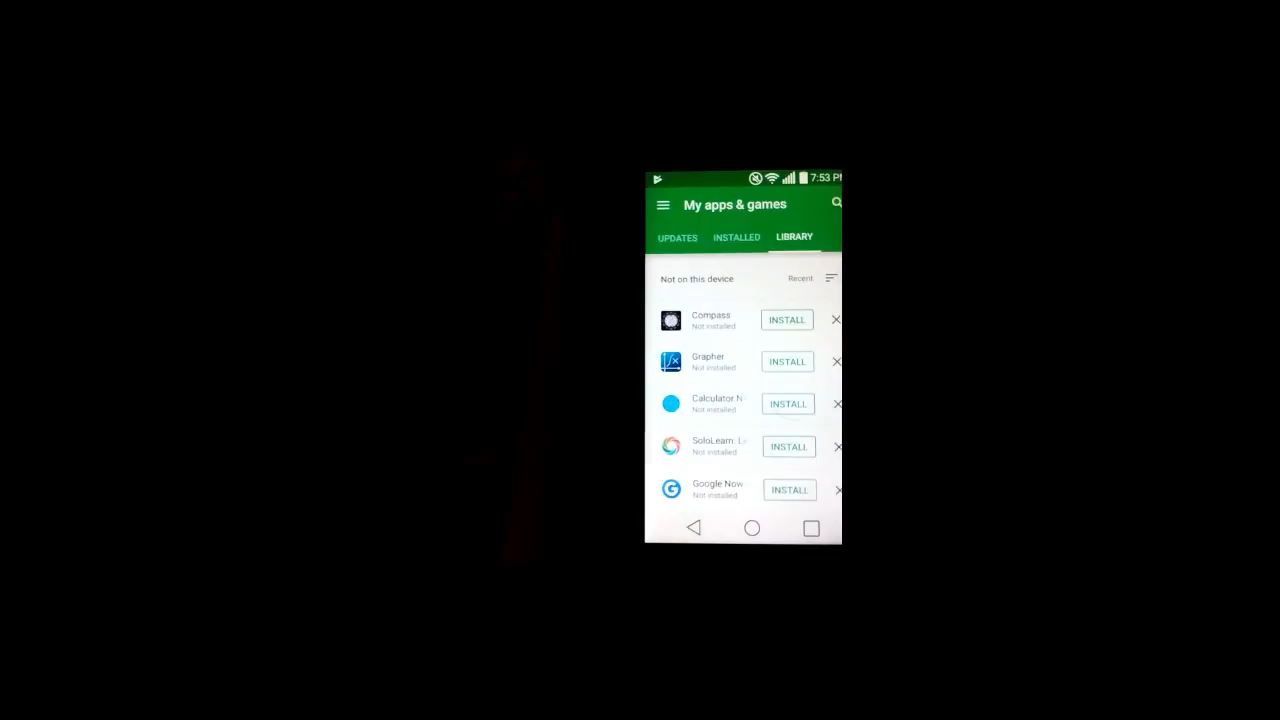 7:53 PM
My apps & games
UPDATES INSTALLED LIBRARY
Not on this device Recent
Compass
Not installed
INSTALL
Grapher
Not installed
INSTALL
Calculator N
Not installed
INSTALL
SoloLearn: Le
Not installed
INSTALL
Google Now
Not installed
INSTALL